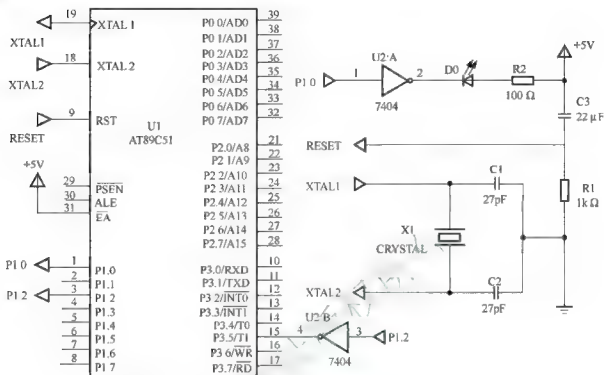 19
XTAL1
XTAL1
18
XTAL2
XTAL2
9
RST
RESET
+5V
29
PSEN
30
ALE
31
EA
P1 0
1
P1.0
2
P1.1
P1.2
3
P1 2
4
P1.3
5
P1.4
6
P1.5
7
P1.6
8
P1 7
U1
AT89C51
P0 0/AD0
39
P0 1/AD1
38
P0 2/AD2
37
P0 3/AD3
36
P0 4/AD4
35
P0 5/AD5
34
P0 6/AD6
33
P0 7/AD7
32
P2.0/A8
21
P2 1/A9
22
P2 2/A10
23
P2 3/A11
24
P2.4/A12
25
P2 5/A13
26
P2 6/A14
27
P2.7/A15
28
P3.0/RXD
10
P3.1/TXD
11
P3 2/INT0
12
P3.3/INT1
13
P3.4/T0
14
P3.5/T1
15
P3 6/WR
16
P3.7/RD
17
P1 0
1
U2/A
2
7404
D0
R2
100 Ω
+5V
C3
22 μF
RESET
XTAL1
C1
27pF
R1
1k Ω
X1
CRYSTAL
XTAL2
C2
27pF
4
U2/B
3
P1.2
7404